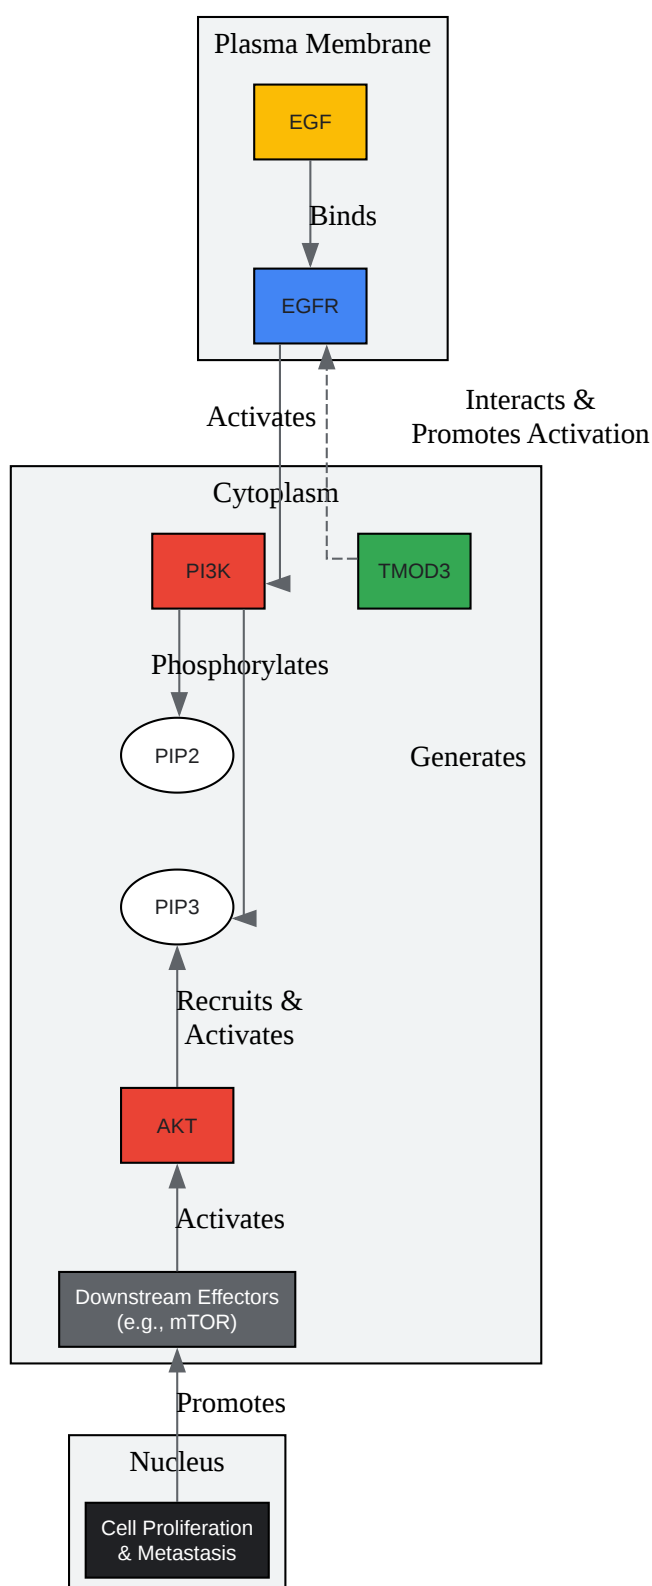 Plasma Membrane
EGF
Binds
EGFR
Interacts &
Promotes Activation
Activates
Cytoplasm
PI3K
TMOD3
Phosphorylates
PIP2
Generates
PIP3
Recruits &
Activates
AKT
Activates
Downstream Effectors
(e.g., mTOR)
Promotes
Nucleus
Cell Proliferation
& Metastasis